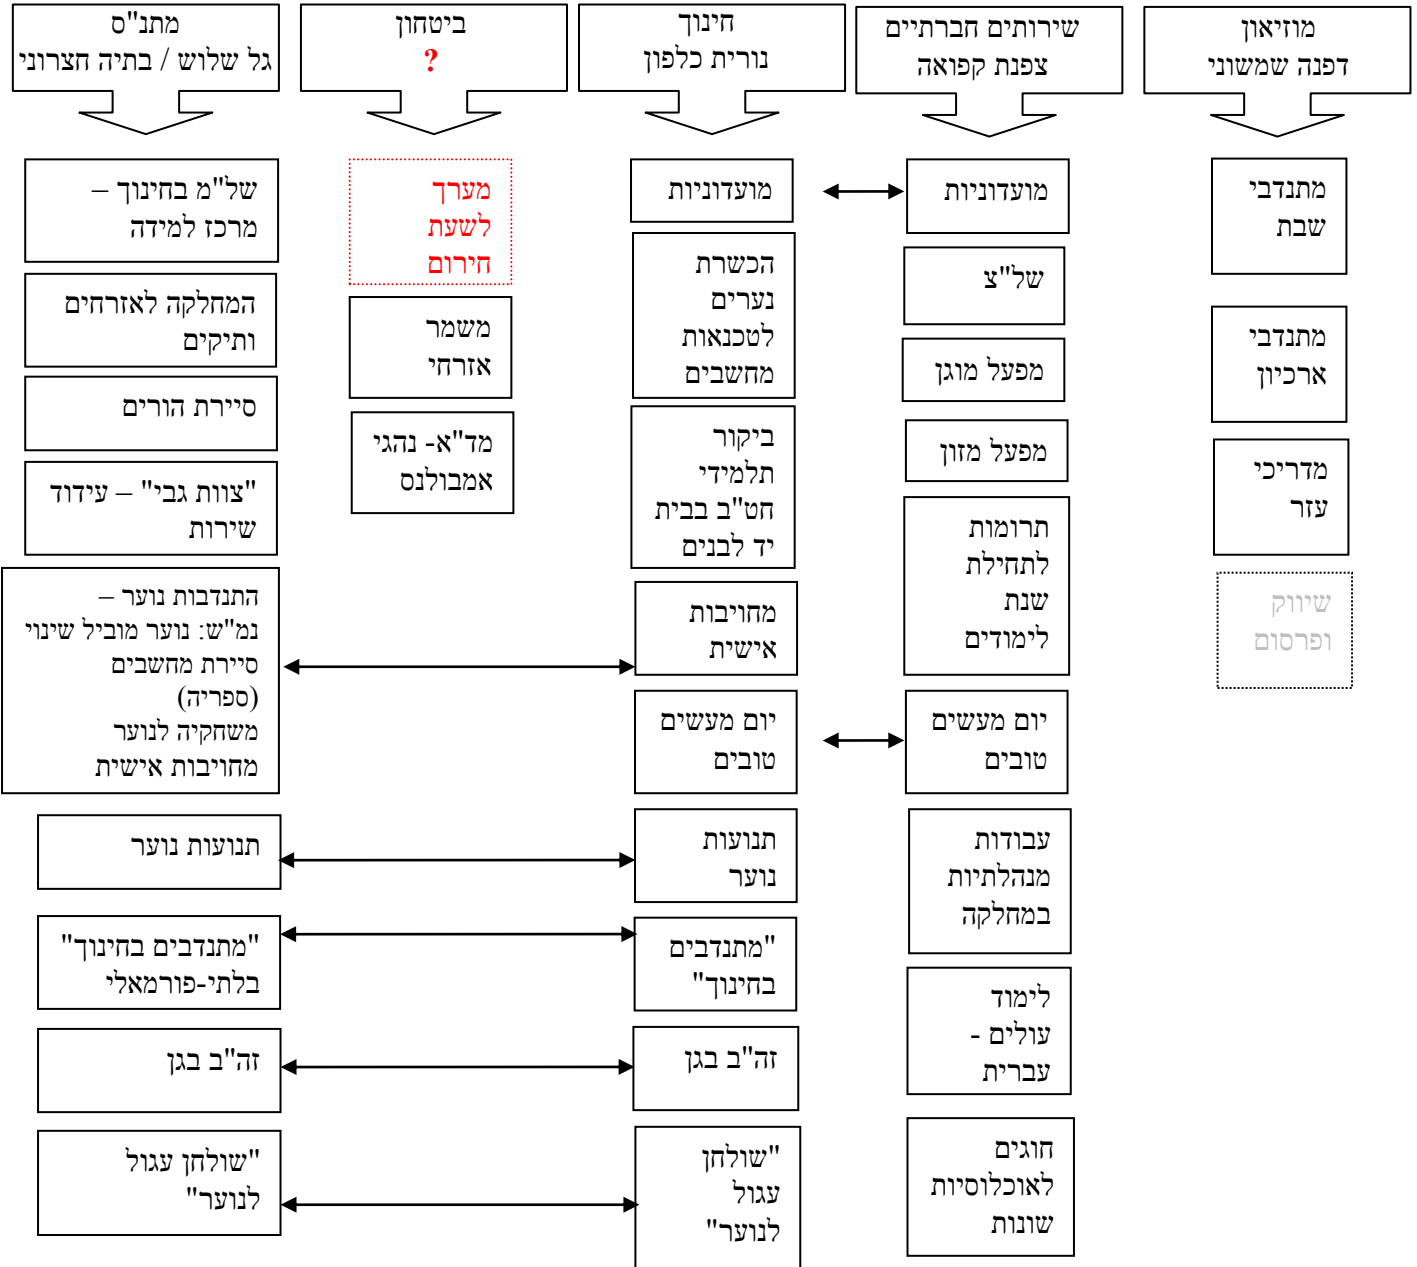 מוזיאון
דפנה שמשוני
שירותים חברתיים
צפנת קפואה
חינוך
נורית כלפון
ביטחון
?
מתנ"ס
גל שלוש / בתיה חצרוני
מתנדבי
שבת
מתנדבי
ארכיון
מדריכי
עזר
שיווק
ופרסום
מועדוניות
של"צ
מפעל מוגן
מפעל מזון
תרומות
לתחילת
שנת
לימודים
יום מעשים
טובים
עבודות
מנהלתיות
במחלקה
לימוד
עולים -
עברית
חוגים
לאוכלוסיות
שונות
מועדוניות
הכשרת
נערים
לטכנאות
מחשבים
ביקור
תלמידי
חט"ב בבית
יד לבנים
מחויבות
אישית
יום מעשים
טובים
תנועות
נוער
"מתנדבים
בחינוך"
זה"ב בגן
"שולחן
עגול
לנוער"
מערך
לשעת
חירום
משמר
אזרחי
מד"א- נהגי
אמבולנס
של"מ בחינוך –
מרכז למידה
המחלקה לאזרחים
ותיקים
סיירת הורים
"צוות גבי" – עידוד
שירות
התנדבות נוער –
נמ"ש: נוער מוביל שינוי
סיירת מחשבים
(ספריה)
משחקיה לנוער
מחויבות אישית
תנועות נוער
"מתנדבים בחינוך"
בלתי-פורמאלי
זה"ב בגן
"שולחן עגול
לנוער"